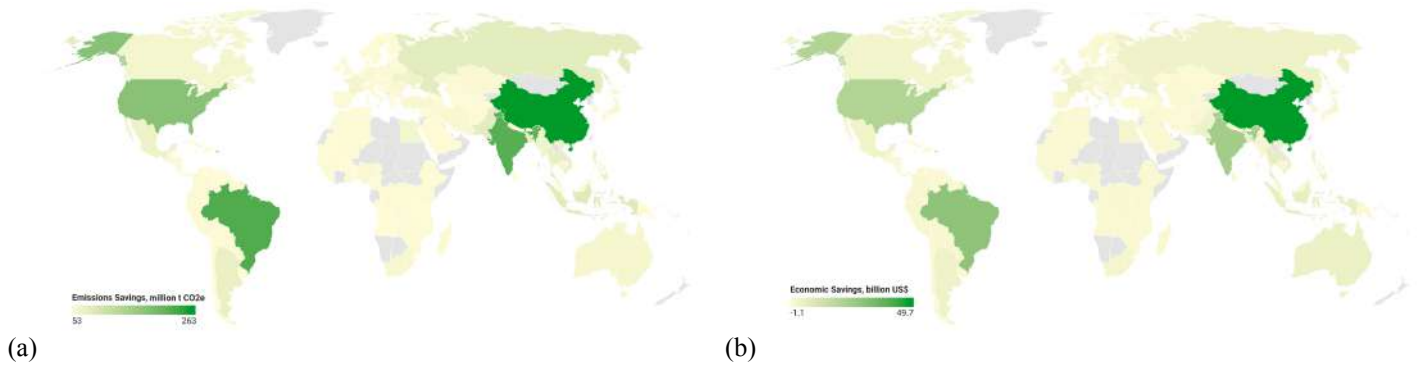 Emissions Savings, million t CO2e
53 263
(a)
Economic Savings, billion US$
-1.1 49.7
(b)